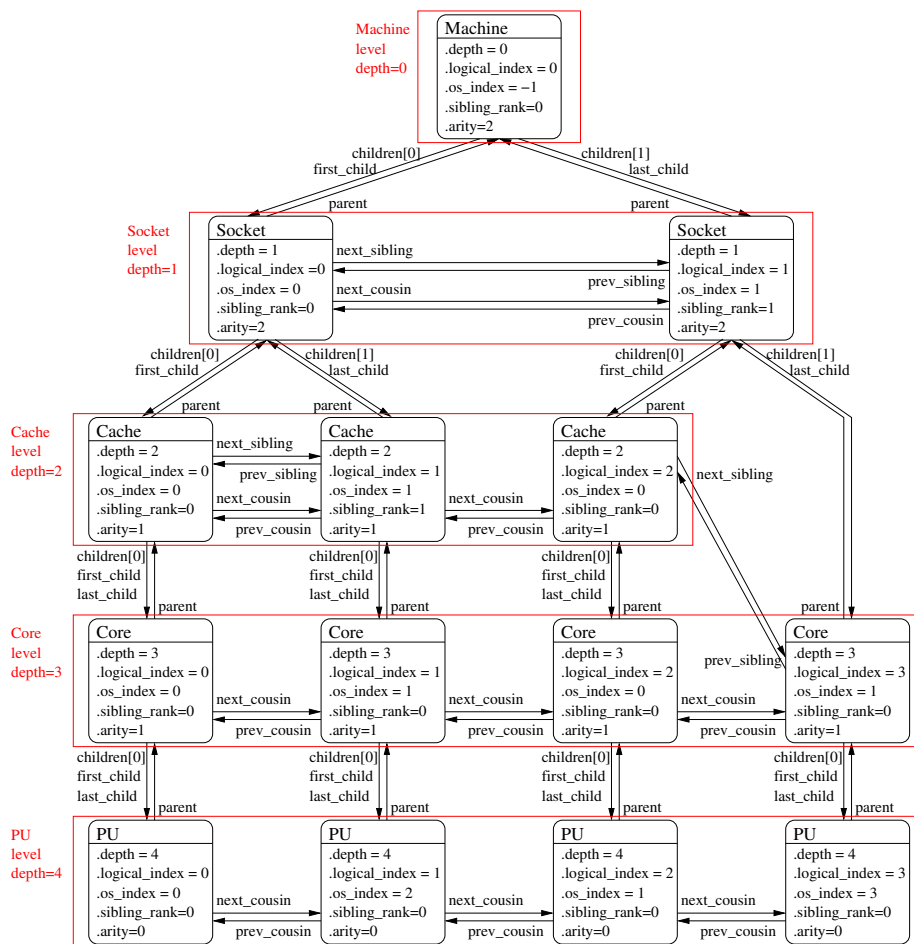 Machine
level
depth=0
Machine
.depth = 0
.logical_index = 0
.os_index = −1
.sibling_rank=0
.arity=2
children[0]
first_child
parent
children[1]
last_child
parent
Socket
level
depth=1
Socket
.depth = 1
.logical_index =0
.os_index = 0
.sibling_rank=0
.arity=2
next_sibling
prev_sibling
next_cousin
prev_cousin
Socket
.depth = 1
.logical_index = 1
.os_index = 1
.sibling_rank=1
.arity=2
children[0]
first_child
parent
children[1]
last_child
parent
children[0]
first_child
parent
children[1]
last_child
Cache
level
depth=2
Cache
.depth = 2
.logical_index = 0
.os_index = 0
.sibling_rank=0
.arity=1
next_sibling
prev_sibling
next_cousin
prev_cousin
Cache
.depth = 2
.logical_index = 1
.os_index = 1
.sibling_rank=1
.arity=1
next_cousin
prev_cousin
Cache
.depth = 2
.logical_index = 2
.os_index = 0
.sibling_rank=0
.arity=1
next_sibling
prev_sibling
children[0]
first_child
last_child
parent
children[0]
first_child
last_child
parent
children[0]
first_child
last_child
parent
parent
Core
level
depth=3
Core
.depth = 3
.logical_index = 0
.os_index = 0
.sibling_rank=0
.arity=1
next_cousin
prev_cousin
Core
.depth = 3
.logical_index = 1
.os_index = 1
.sibling_rank=0
.arity=1
next_cousin
prev_cousin
Core
.depth = 3
.logical_index = 2
.os_index = 0
.sibling_rank=0
.arity=1
next_cousin
prev_cousin
Core
.depth = 3
.logical_index = 3
.os_index = 1
.sibling_rank=0
.arity=1
children[0]
first_child
last_child
parent
children[0]
first_child
last_child
parent
children[0]
first_child
last_child
parent
children[0]
first_child
last_child
parent
PU
level
depth=4
PU
.depth = 4
.logical_index = 0
.os_index = 0
.sibling_rank=0
.arity=0
next_cousin
prev_cousin
PU
.depth = 4
.logical_index = 1
.os_index = 2
.sibling_rank=0
.arity=0
next_cousin
prev_cousin
PU
.depth = 4
.logical_index = 2
.os_index = 1
.sibling_rank=0
.arity=0
next_cousin
prev_cousin
PU
.depth = 4
.logical_index = 3
.os_index = 3
.sibling_rank=0
.arity=0